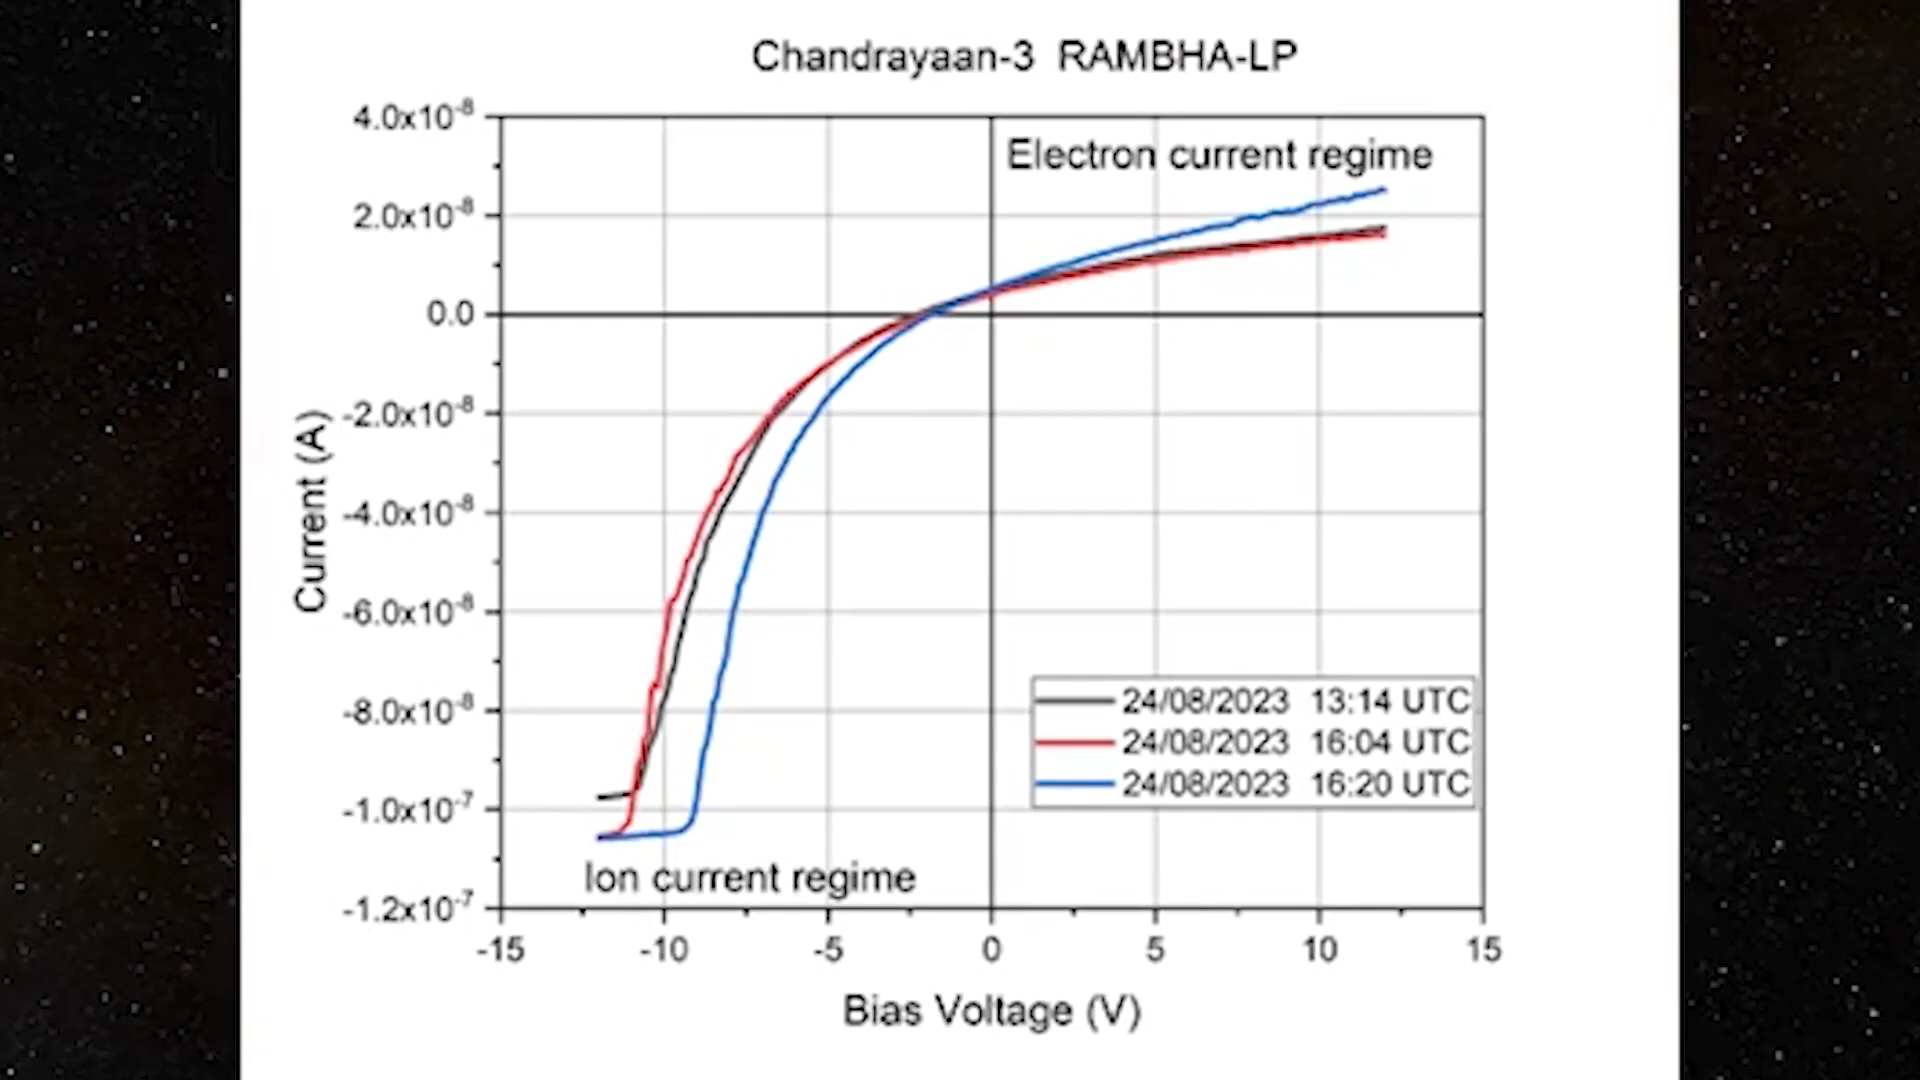 Chandrayaan-3 RAMBHA-LP
4.0x10-8
2.0x10-8
0.0
-2.0x10-8
-4.0x10-8
-6.0x10-8
-8.0x10-8
-1.0x10-7
-1.2x10-7
Current (A)
Electron current regime
24/08/2023 13:14 UTC
24/08/2023 16:04 UTC
24/08/2023 16:20 UTC
Ion current regime
-15 -10 -5 0 5 10 15
Bias Voltage (V)